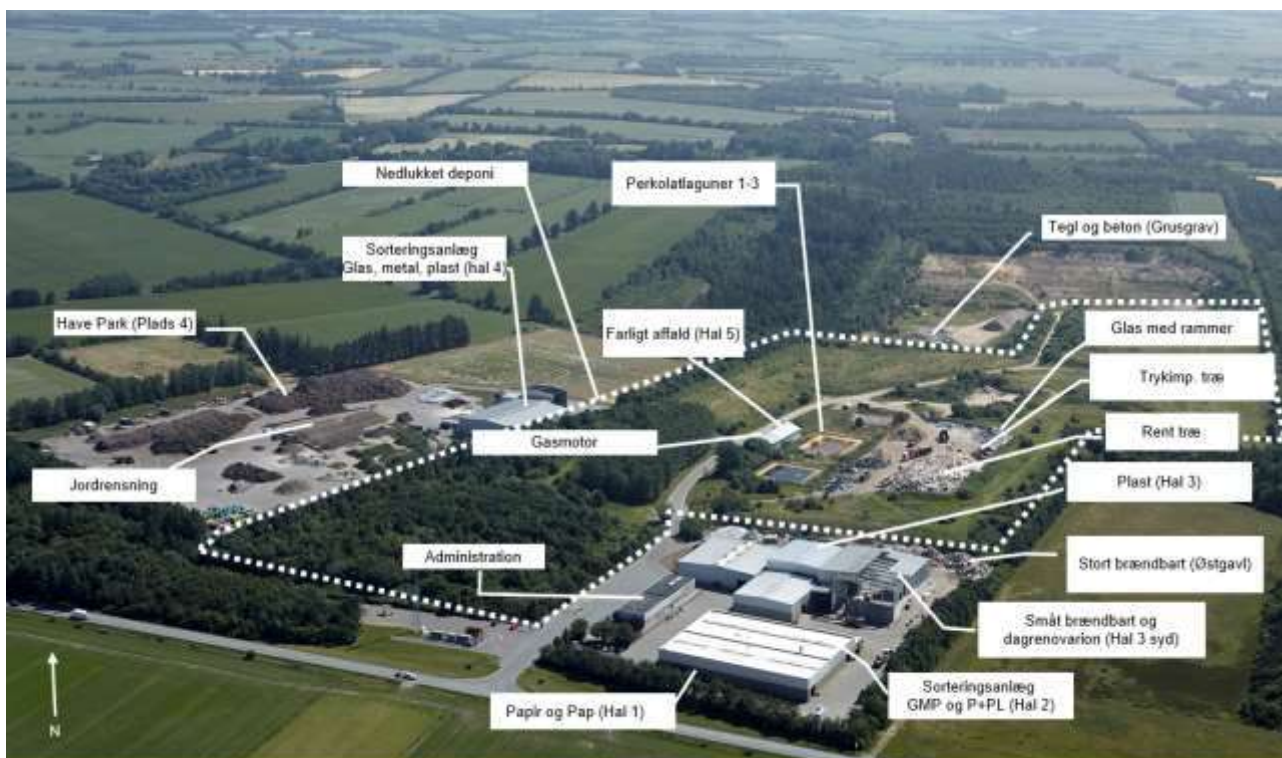 Nedlukket deponi
Perkolatlaguner 1-3
Tegl og beton (Grusgrav)
Sorteringsanlæg
Glas, metal, plast (hal 4)
Have Park (Plads 4)
Farligt affald (Hal 5)
Glas med rammer
Trykimp. træ
Gasmotor
Rent træ
Jordrensning
Plast (Hal 3)
Administration
Stort brændbart (Østgavl)
Småt brændbart og
dagrenovarion (Hal 3 syd)
Sorteringsanlæg
GMP og P+PL (Hal 2)
Papir og Pap (Hal 1)
N